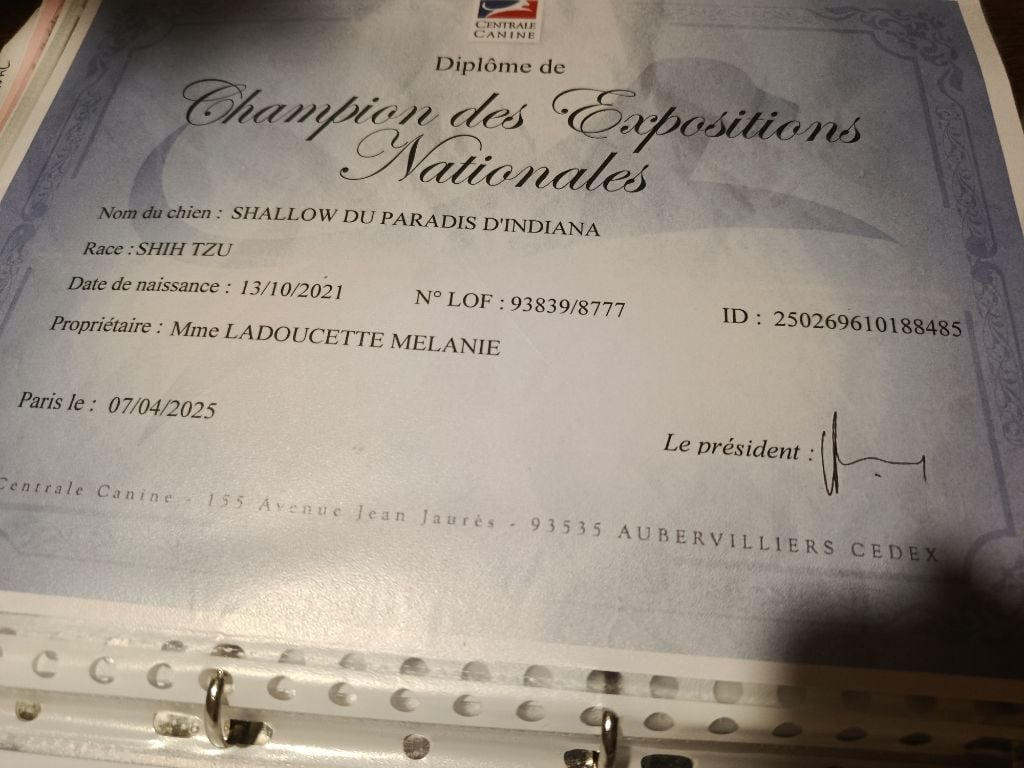 CENTRALE
CANINE
Diplôme de
Champion des Expositions
Nationales
Nom du chien : SHALLOW DU PARADIS D'INDIANA
Race : SHIH TZU
Date de naissance : 13/10/2021 N° LOF : 93839/8777 ID : 250269610188485
Propriétaire : Mme LADOUCETTE MELANIE
Paris le : 07/04/2025
Le président :
Centrale Canine - 155 Avenue Jean Jaurès - 93535 AUBERVILLIERS CEDEX